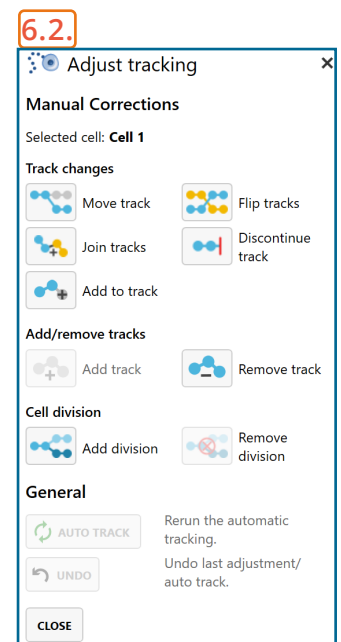 6.2.
Adjust tracking ×
Manual Corrections
Selected cell: Cell 1
Track changes
Move track
Flip tracks
Join tracks
Discontinue
track
Add to track
Add/remove tracks
Add track
Remove track
Cell division
Add division
Remove
division
General
AUTO TRACK
Rerun the automatic
tracking.
UNDO
Undo last adjustment/
auto track.
CLOSE